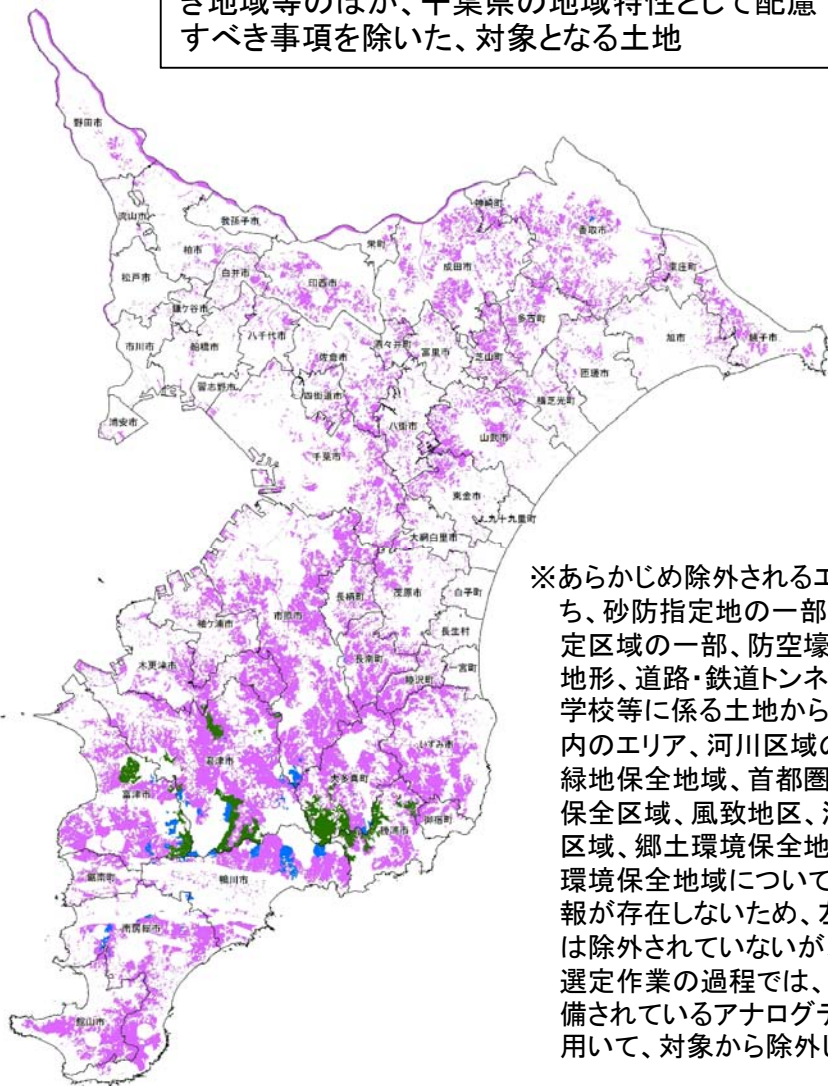 き地域等のほか、千葉県の地域特性として配慮
すべき事項を除いた、対象となる土地
野田市
流山市
我孫子市
柏市
松戸市
白井市
印西市
栄町
神崎町
香取市
成田市
東庄町
鎌ケ谷市
市川市
船橋市
八千代市
佐倉市
酒々井町
富里市
芝山町
多古町
旭市
銚子市
匝瑳市
横芝光町
習志野市
浦安市
四街道市
八街市
山武市
千葉市
東金市
九十九里町
大網白里市
長柄町
茂原市
白子町
市原市
袖ケ浦市
長生村
長南町
一宮町
木更津市
睦沢町
いすみ市
君津市
大多喜町
富津市
勝浦市
御宿町
鋸南町
鴨川市
南房総市
館山市
※あらかじめ除外されるエ
ち、砂防指定地の一部
定区域の一部、防空壕
地形、道路・鉄道トンネ
学校等に係る土地から
内のエリア、河川区域の
緑地保全地域、首都圏
保全区域、風致地区、
区域、郷土環境保全地
環境保全地域について
報が存在しないため、
は除外されていないが
選定作業の過程では、
備されているアナログ
用いて、対象から除外